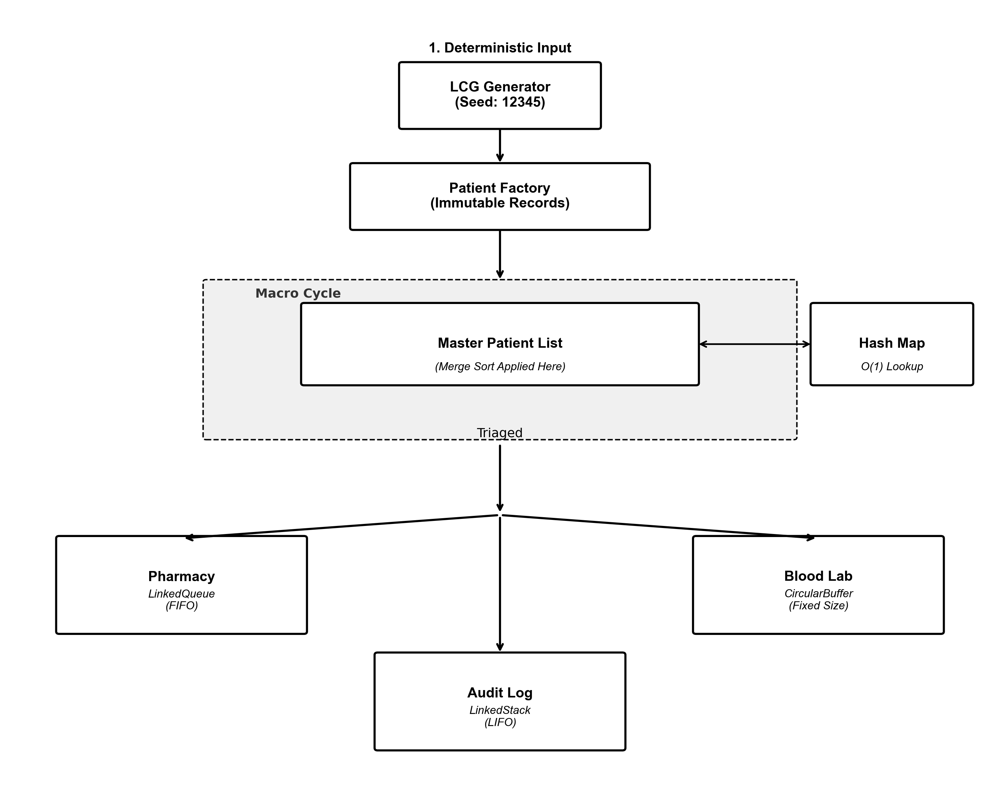 1. Deterministic Input
LCG Generator
(Seed: 12345)
Patient Factory
(Immutable Records)
Macro Cycle
Master Patient List
(Merge Sort Applied Here)
Hash Map
O(1) Lookup
Triaged
Pharmacy
LinkedQueue
(FIFO)
Blood Lab
CircularBuffer
(Fixed Size)
Audit Log
LinkedStack
(LIFO)